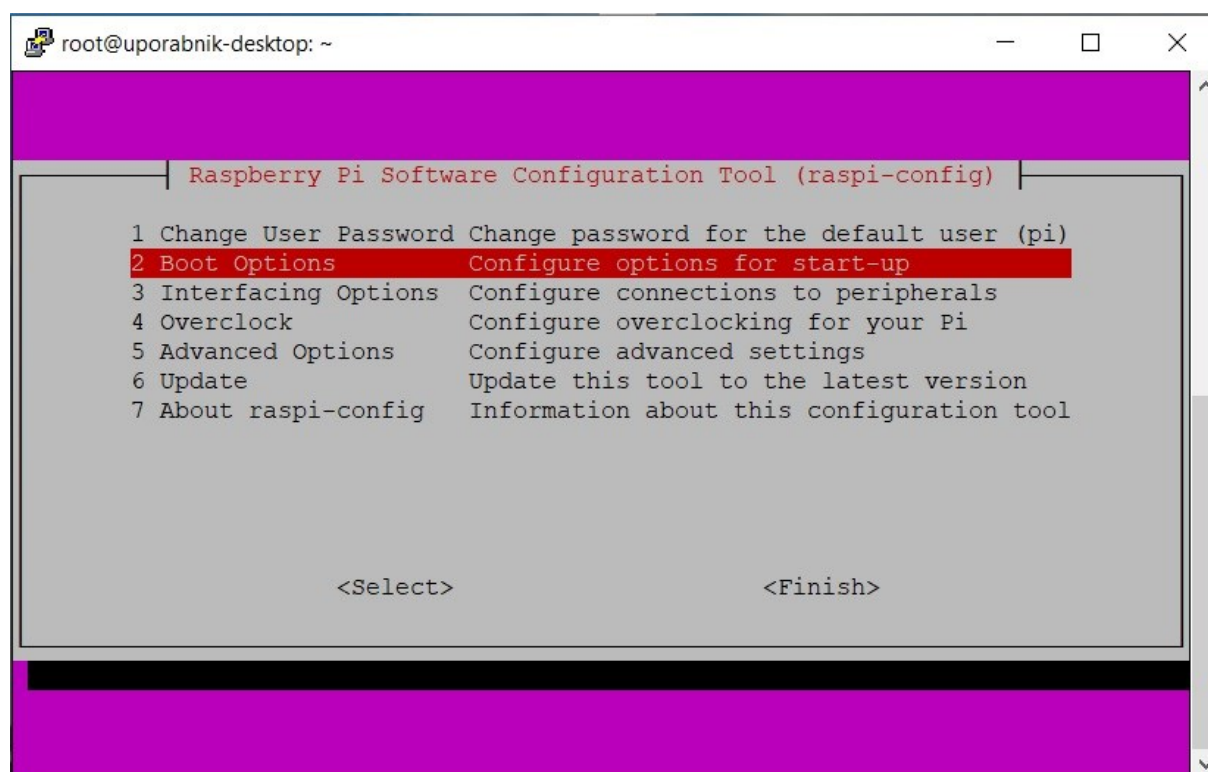 root@uporabnik-desktop: ~
Raspberry Pi Software Configuration Tool (raspi-config)
1 Change User Password Change password for the default user (pi)
2 Boot Options Configure options for start-up
3 Interfacing Options Configure connections to peripherals
4 Overclock Configure overclocking for your Pi
5 Advanced Options Configure advanced settings
6 Update Update this tool to the latest version
7 About raspi-config Information about this configuration tool
<Select> <Finish>